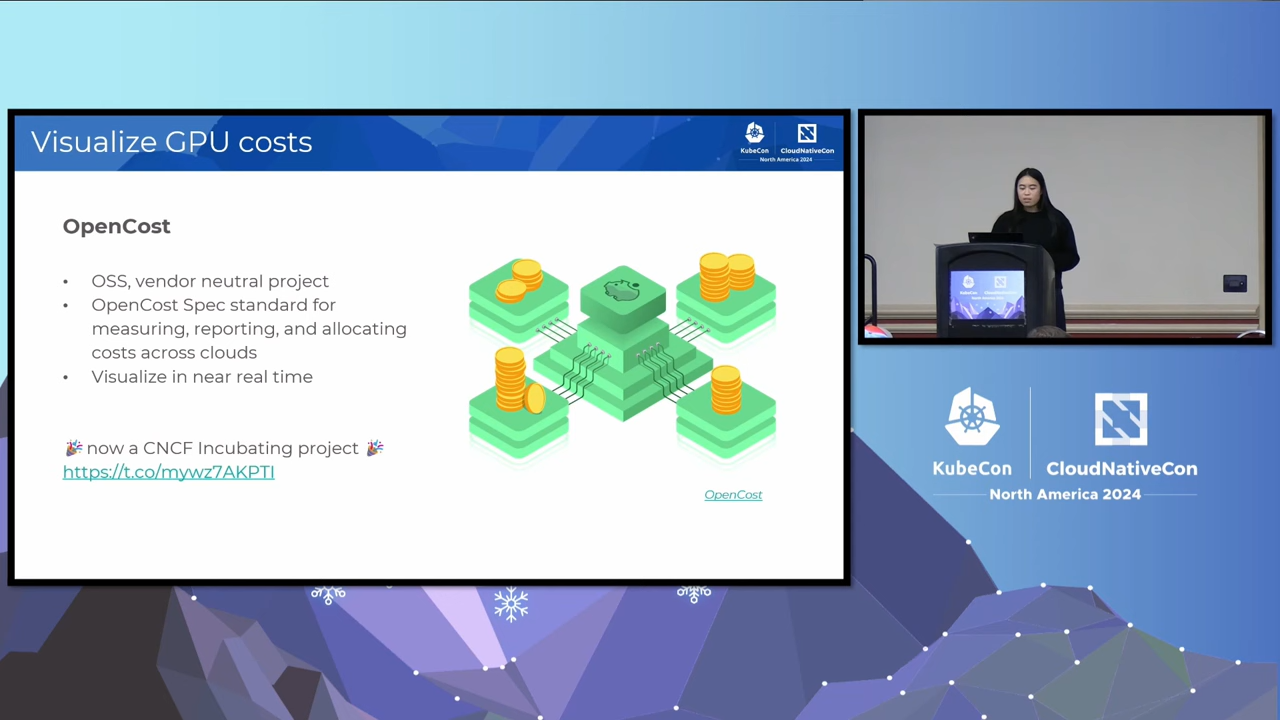 Visualize GPU costs
KubeCon
CloudNativeCon
North America 2024
OpenCost
• OSS, vendor neutral project
• OpenCost Spec standard for
measuring, reporting, and allocating
costs across clouds
• Visualize in near real time
🎉 now a CNCF Incubating project 🎉
https://t.co/mywz7AKPTI
OpenCost
KubeCon
CloudNativeCon
North America 2024